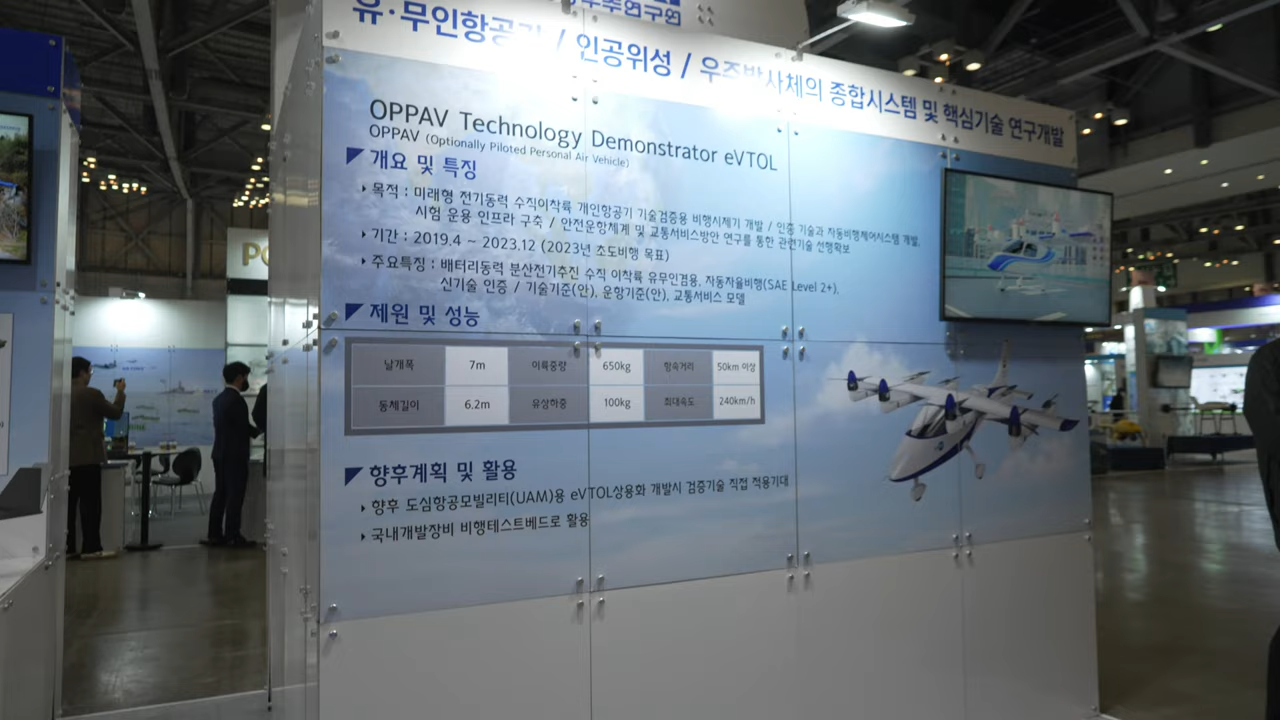 우주연구원
유·무인항공기 / 인공위성 / 우주발사체의 종합시스템 및 핵심기술 연구개발
OPPAV Technology Demonstrator eVTOL
OPPAV (Optionally Piloted Personal Air Vehicle)
개요 및 특징
목적 : 미래형 전기동력 수직이착륙 개인항공기 기술검증용 비행시제기 개발 / 인증 기술과 자동비행제어시스템 개발,
시험 운용 인프라 구축 / 안전운항체계 및 교통서비스방안 연구를 통한 관련기술 선행확보
기간 : 2019.4 ~ 2023.12 (2023년 초도비행 목표)
주요특징 : 배터리동력 분산전기추진 수직 이착륙 유무인겸용, 자동자율비행(SAE Level 2+),
신기술 인증 / 기술기준(안), 운항기준(안), 교통서비스 모델
제원 및 성능
날개폭 7m 이륙중량 650kg 항속거리 50km 이상
동체길이 6.2m 유상하중 100kg 최대속도 240km/h
향후계획 및 활용
향후 도심항공모빌리티(UAM)용 eVTOL상용화 개발시 검증기술 직접 적용기대
국내개발장비 비행테스트베드로 활용